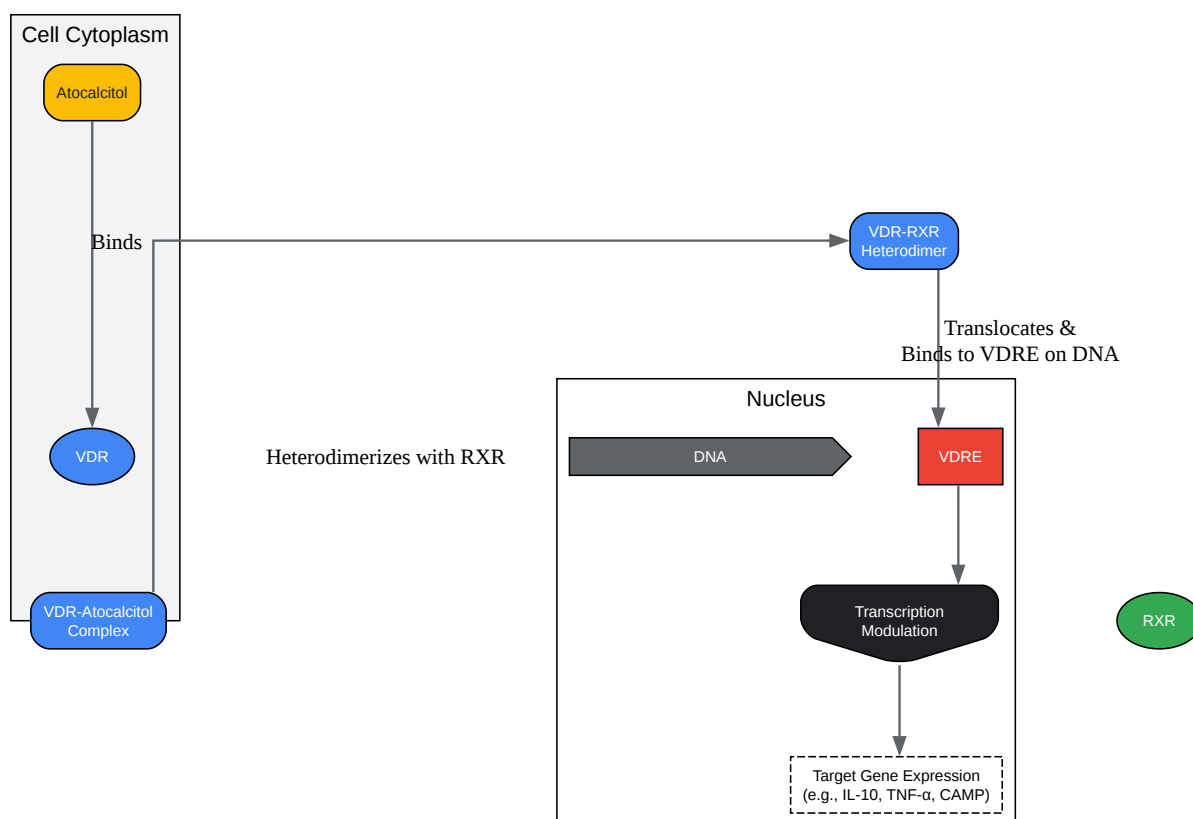 Cell Cytoplasm
Atocalcitol
Binds
VDR-RXR
Heterodimer
Translocates &
Binds to VDRE on DNA
Nucleus
VDR
Heterodimerizes with RXR
DNA
VDRE
VDR-Atocalcitol
Complex
Transcription
Modulation
RXR
Target Gene Expression
(e.g., IL-10, TNF-α, CAMP)